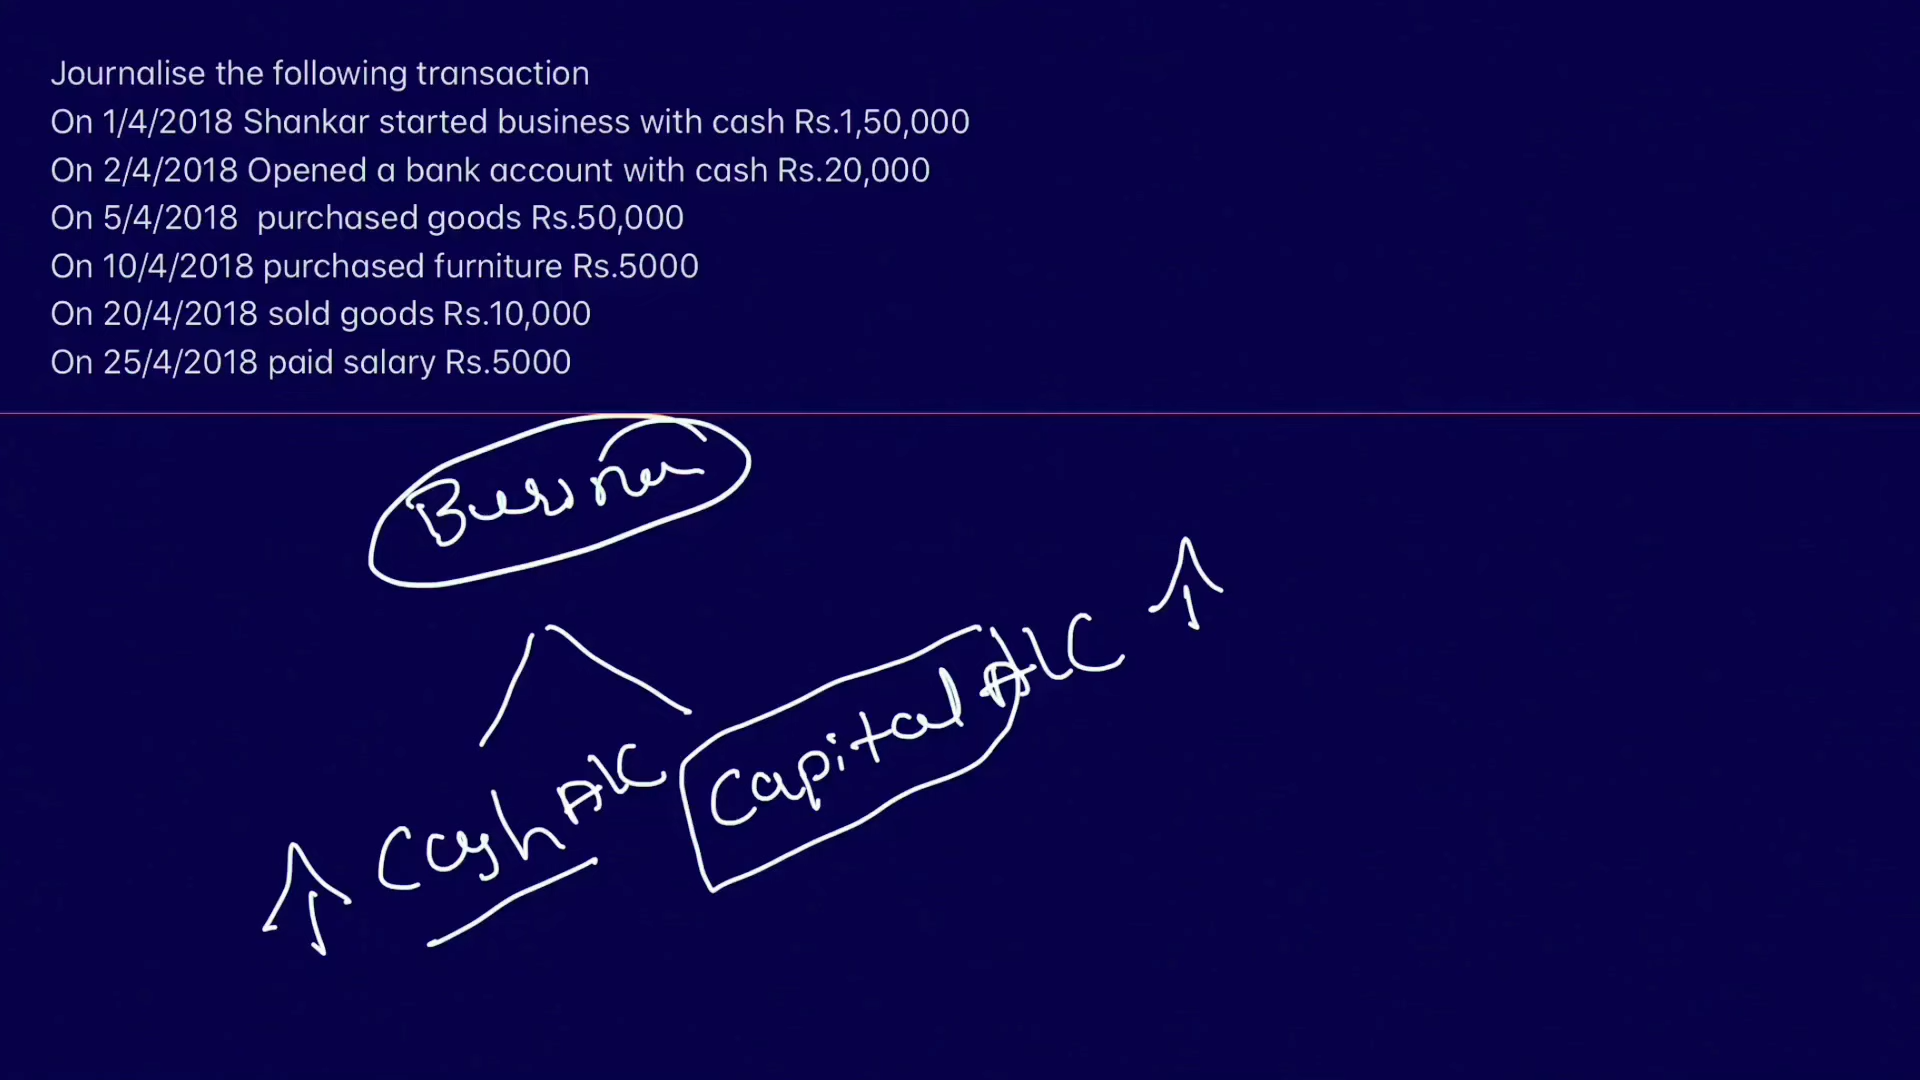 Journalise the following transaction
On 1/4/2018 Shankar started business with cash Rs.1,50,000
On 2/4/2018 Opened a bank account with cash Rs.20,000
On 5/4/2018  purchased goods Rs.50,000
On 10/4/2018 purchased furniture Rs.5000
On 20/4/2018 sold goods Rs.10,000
On 25/4/2018 paid salary Rs.5000
Business
Capital A/C
Cash A/C